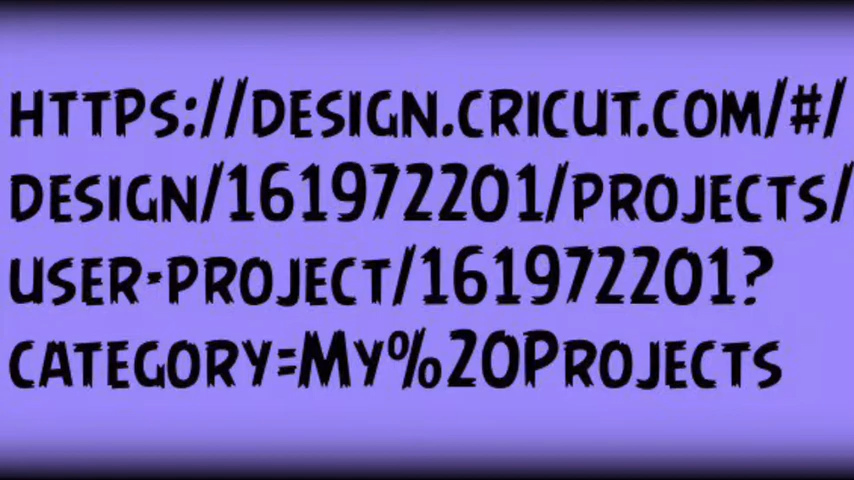 https://design.cricut.com/#/
design/161972201/projects/
user-project/161972201?
category=My%20Projects